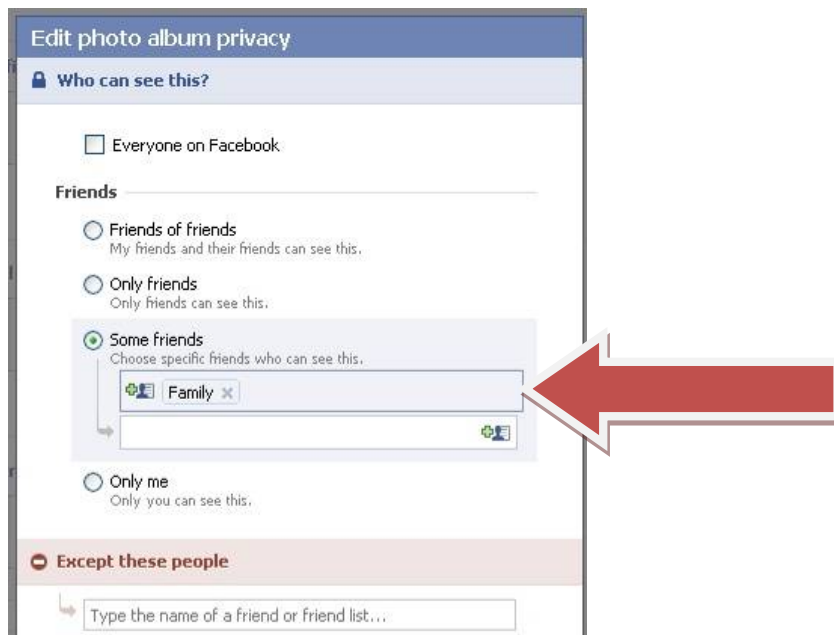 Edit photo album privacy
Who can see this?
Everyone on Facebook
Friends
Friends of friends
My friends and their friends can see this.
Only friends
Only friends can see this.
Some friends
Choose specific friends who can see this.
Family
Only me
Only you can see this.
Except these people
Type the name of a friend or friend list...